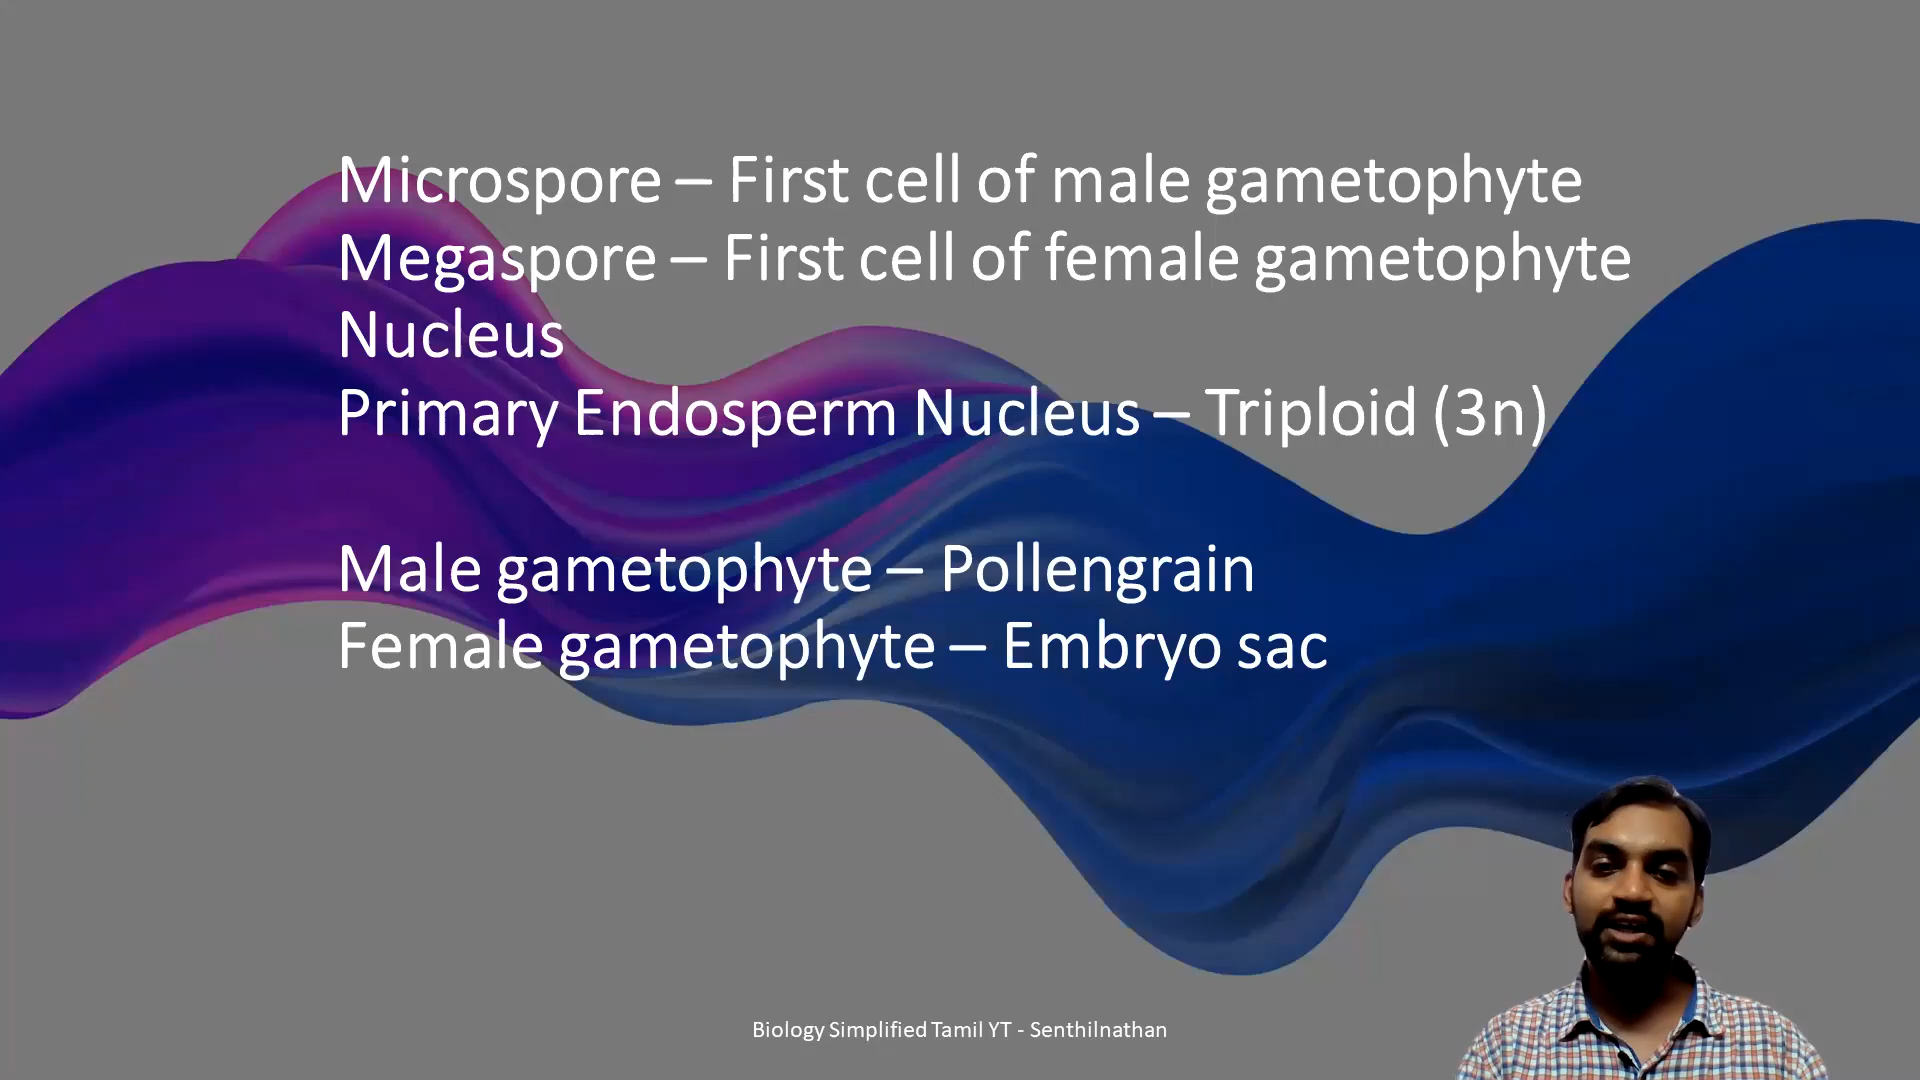 Microspore – First cell of male gametophyte
Megaspore – First cell of female gametophyte
Nucleus
Primary Endosperm Nucleus – Triploid (3n)
Male gametophyte – Pollengrain
Female gametophyte – Embryo sac
Biology Simplified Tamil YT - Senthilnathan